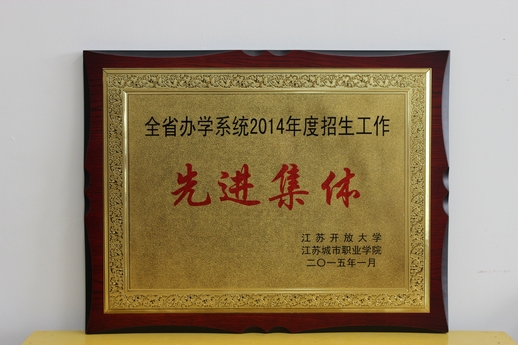 全省办学系统2014年度招生工作
先进集体
江苏开放大学
江苏城市职业学院
二〇一五年一月